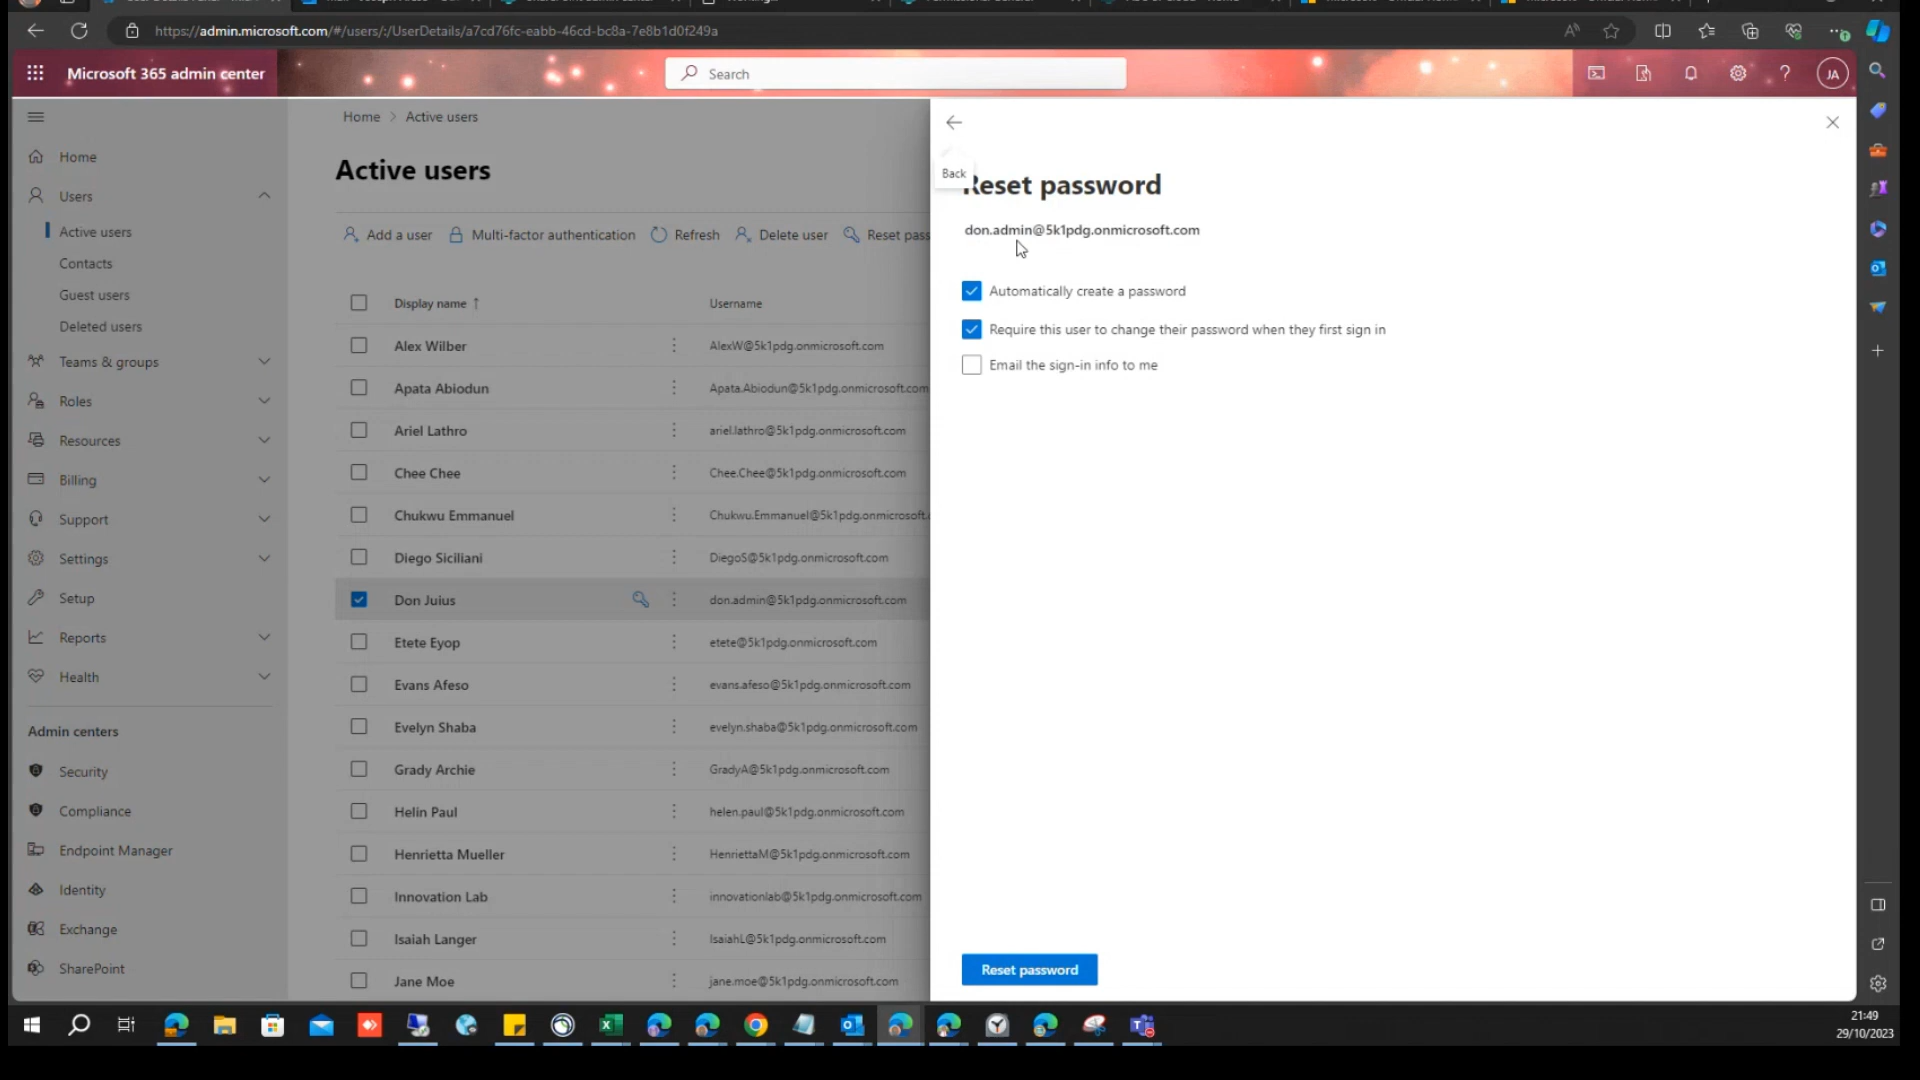 https://admin.microsoft.com/#/users/:/UserDetails/a7cd76fc-eabb-46cd-bc8a-7e8b1d0f249a
Microsoft 365 admin center
Search
JA
Home > Active users
Active users
Home
Users
Active users
Contacts
Guest users
Deleted users
Teams & groups
Roles
Resources
Billing
Support
Settings
Setup
Reports
Health
Admin centers
Security
Compliance
Endpoint Manager
Identity
Exchange
SharePoint
Add a user Multi-factor authentication Refresh Delete user Reset pass
Display name ↑ Username
Alex Wilber AlexW@5k1pdg.onmicrosoft.com
Apata Abiodun Apata.Abiodun@5k1pdg.onmicrosoft.com
Ariel Lathro ariel.lathro@5k1pdg.onmicrosoft.com
Chee Chee Chee.Chee@5k1pdg.onmicrosoft.com
Chukwu Emmanuel Chukwu.Emmanuel@5k1pdg.onmicrosoft.
Diego Siciliani DiegoS@5k1pdg.onmicrosoft.com
Don Juius don.admin@5k1pdg.onmicrosoft.com
Etete Eyop etete@5k1pdg.onmicrosoft.com
Evans Afeso evans.afeso@5k1pdg.onmicrosoft.com
Evelyn Shaba evelyn.shaba@5k1pdg.onmicrosoft.com
Grady Archie GradyA@5k1pdg.onmicrosoft.com
Helin Paul helen.paul@5k1pdg.onmicrosoft.com
Henrietta Mueller HenriettaM@5k1pdg.onmicrosoft.com
Innovation Lab innovationlab@5k1pdg.onmicrosoft.com
Isaiah Langer IsaiahL@5k1pdg.onmicrosoft.com
Jane Moe jane.moe@5k1pdg.onmicrosoft.com
Back
Reset password
don.admin@5k1pdg.onmicrosoft.com
Automatically create a password
Require this user to change their password when they first sign in
Email the sign-in info to me
Reset password
21:49
29/10/2023